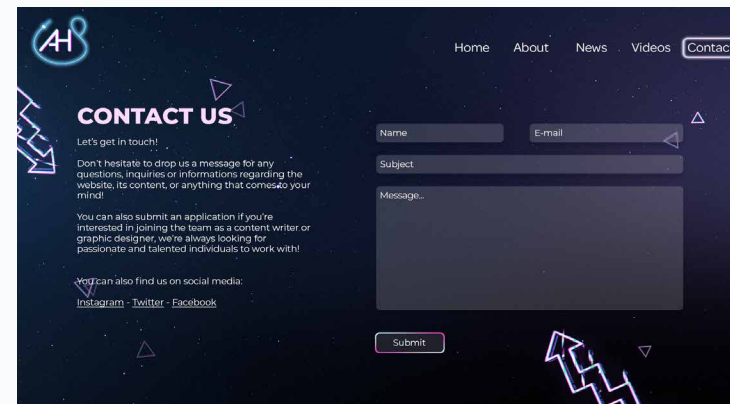 AH
Home About News Videos Contac
CONTACT US
Let's get in touch!
Don't hesitate to drop us a message for any
questions, inquiries or informations regarding the
website, its content, or anything that comes to your
mind!
You can also submit an application if you're
interested in joining the team as a content writer or
graphic designer, we're always looking for
passionate and talented individuals to work with!
You can also find us on social media:
Instagram - Twitter - Facebook
Name E-mail
Subject
Message...
Submit